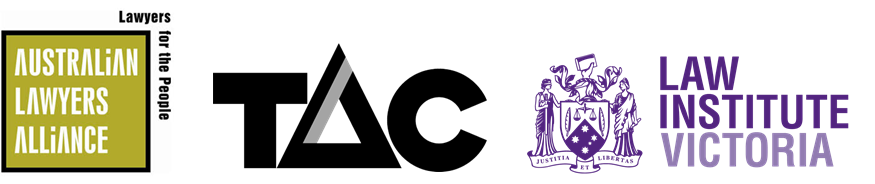 Lawyers
for the People
AUSTRALiAN
LAWYERS
ALLiANCE
TAC
JUSTITIA ET LIBERTAS
LAW
INSTITUTE
VICTORIA